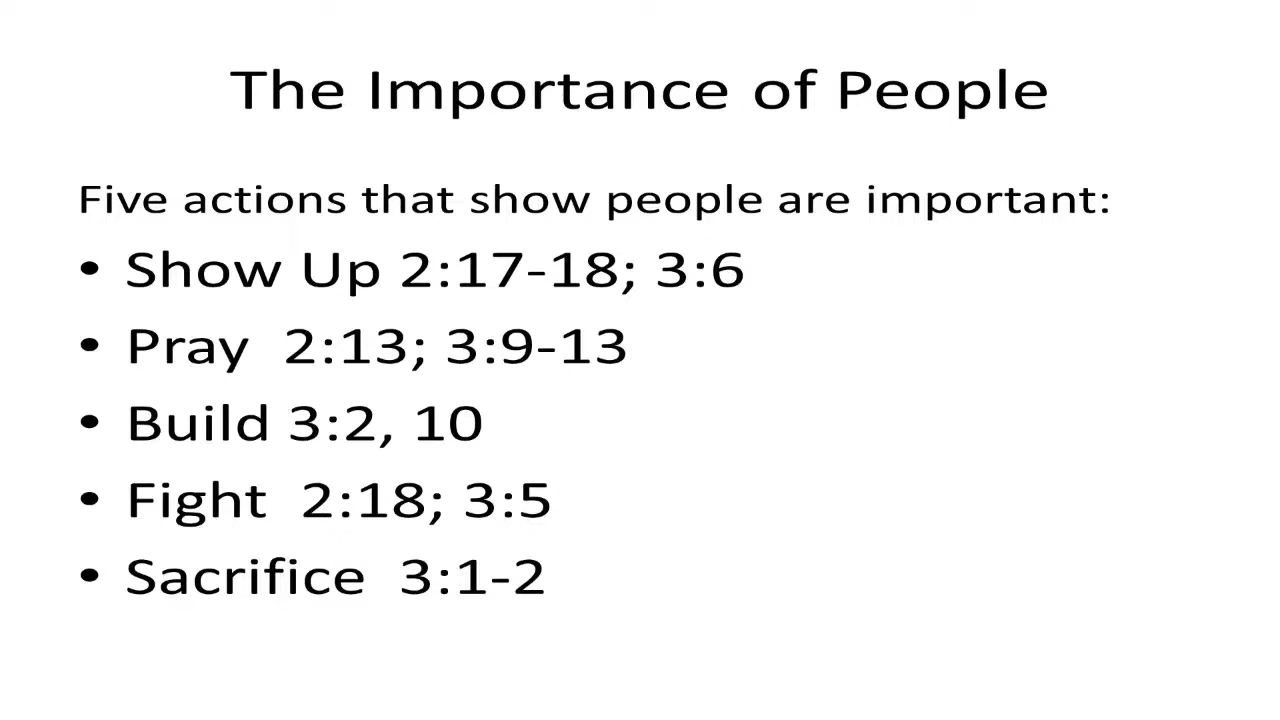 The Importance of People
Five actions that show people are important:
• Show Up 2:17-18; 3:6
• Pray  2:13; 3:9-13
• Build 3:2, 10
• Fight  2:18; 3:5
• Sacrifice  3:1-2